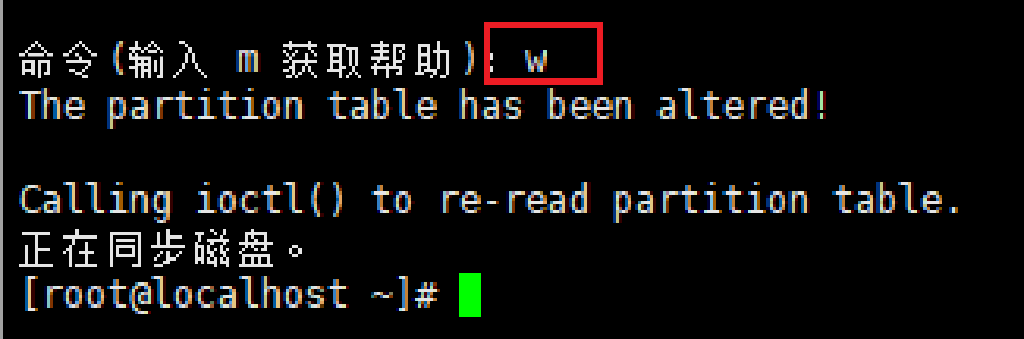 命令(输入 m 获取帮助): w
The partition table has been altered!
Calling ioctl() to re-read partition table.
正在同步磁盘。
[root@localhost ~]#